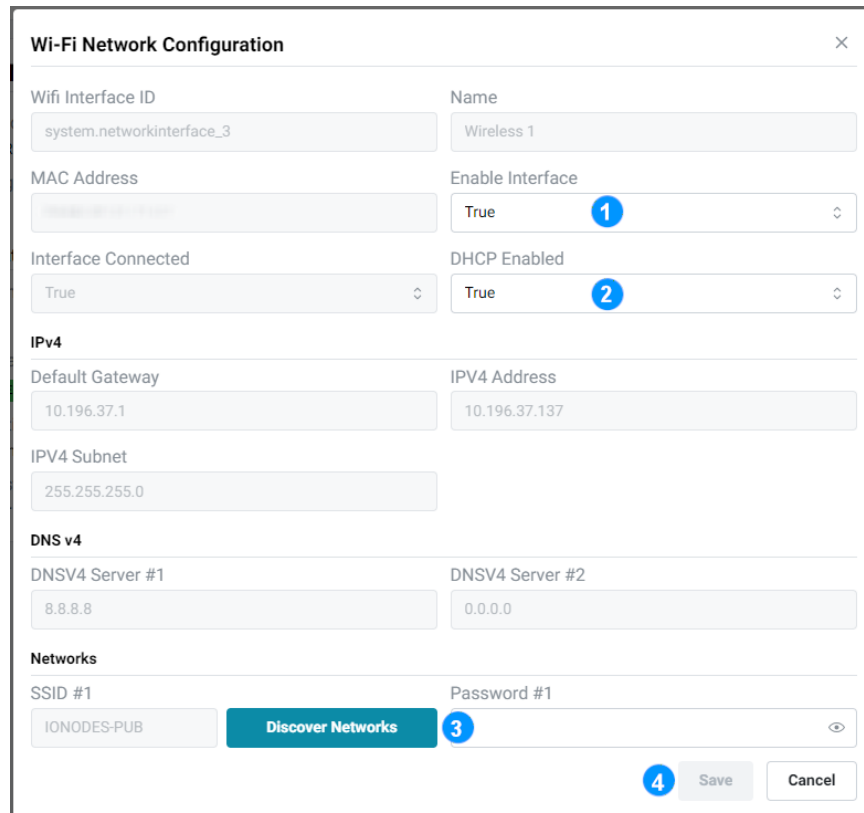 Wi-Fi Network Configuration
Wifi Interface ID Name
system.networkinterface_3 Wireless 1
MAC Address Enable Interface
True 1
Interface Connected DHCP Enabled
True True 2
IPv4
Default Gateway IPV4 Address
10.196.37.1 10.196.37.137
IPV4 Subnet
255.255.255.0
DNS v4
DNSV4 Server #1 DNSV4 Server #2
8.8.8.8 0.0.0.0
Networks
SSID #1 Password #1
IONODES-PUB Discover Networks 3
4 Save Cancel